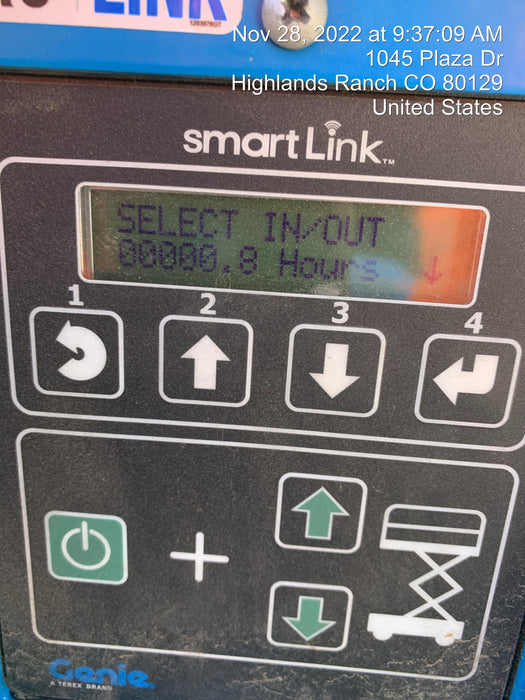 LINK
Nov 28, 2022 at 9:37:09 AM
1045 Plaza Dr
Highlands Ranch CO 80129
United States
smartLink™
SELECT IN/OUT
00000.8 Hours ↓
1 2 3 4
Genie
A TEREX BRAND